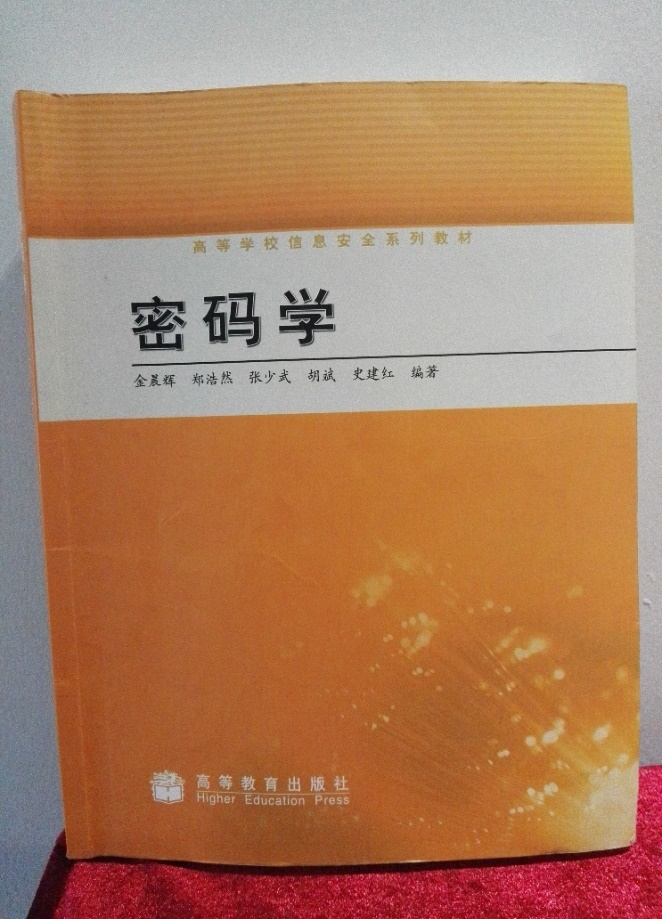 高等学校信息安全系列教材
密码学
金晨辉 郑浩然 张少武 胡斌 史建红 编著
高等教育出版社
Higher Education Press